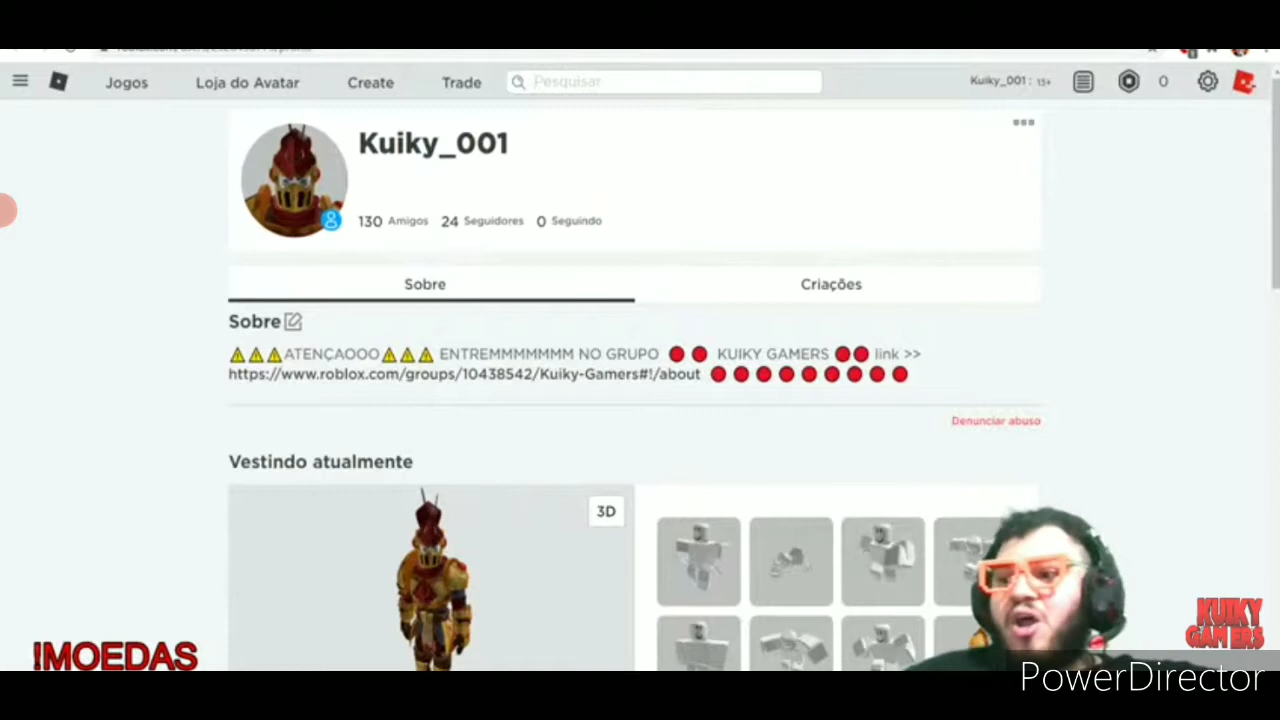 Jogos
Loja do Avatar
Create
Trade
Pesquisar
Kuiky_001 : 13+
0
Kuiky_001
130 Amigos 24 Seguidores 0 Seguindo
Sobre
Criações
Sobre
ATENÇAOOO ENTREMMMMMMM NO GRUPO KUIKY GAMERS link >>
https://www.roblox.com/groups/10438542/Kuiky-Gamers#!/about
Denunciar abuso
Vestindo atualmente
3D
KUIKY
GAMERS
!MOEDAS
PowerDirector